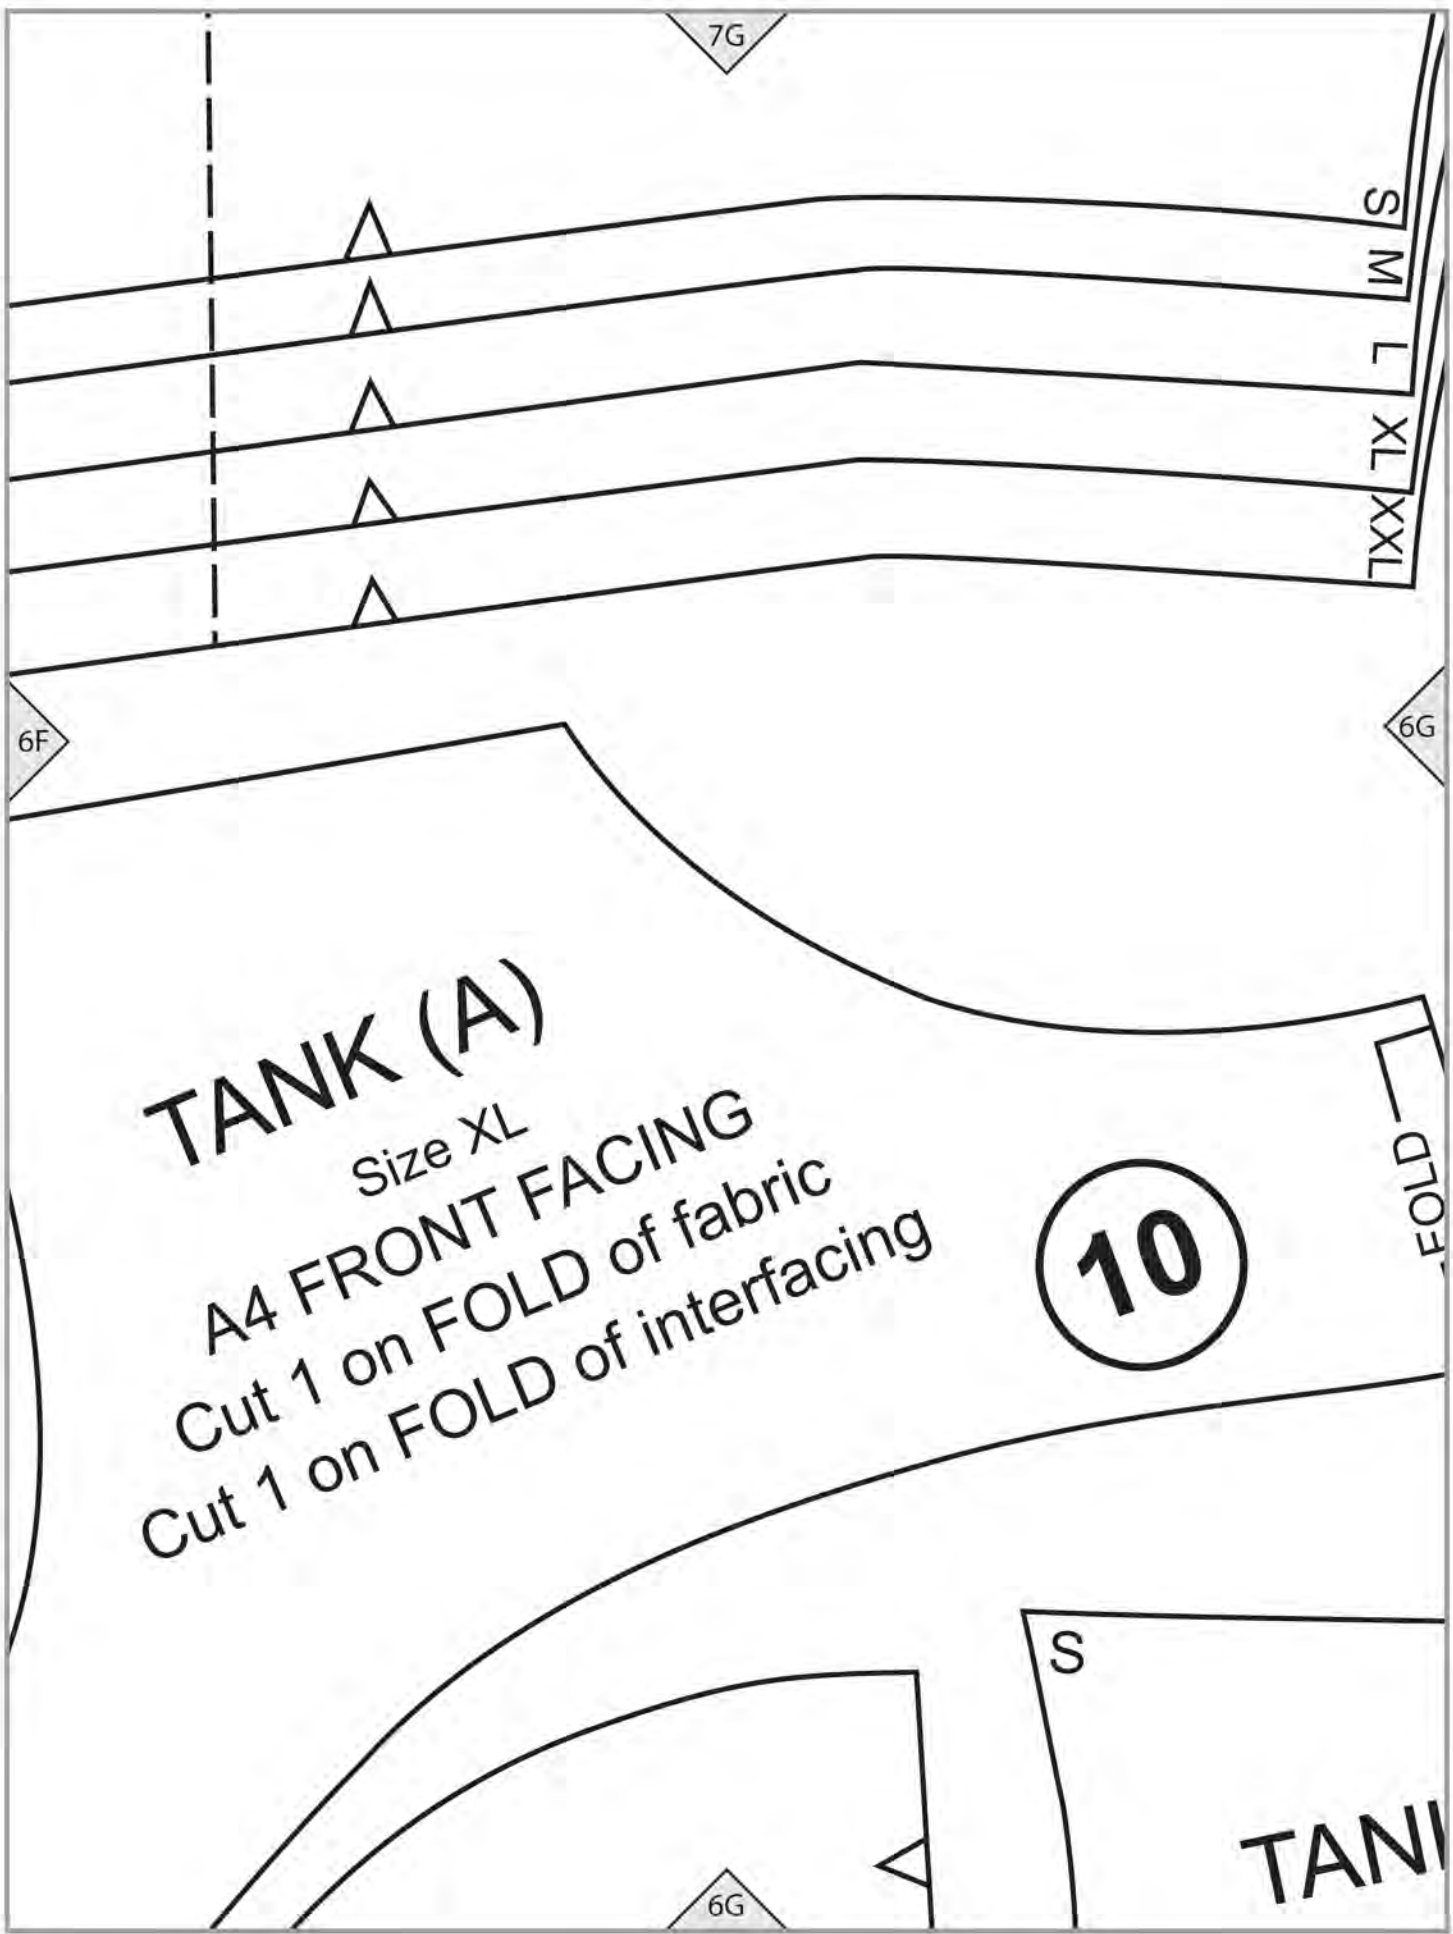 7G
S
M
L
XL
XXL
6F
6G
TANK (A)
Size XL
A4 FRONT FACING
Cut 1 on FOLD of fabric
Cut 1 on FOLD of interfacing
10
FOLD
S
6G